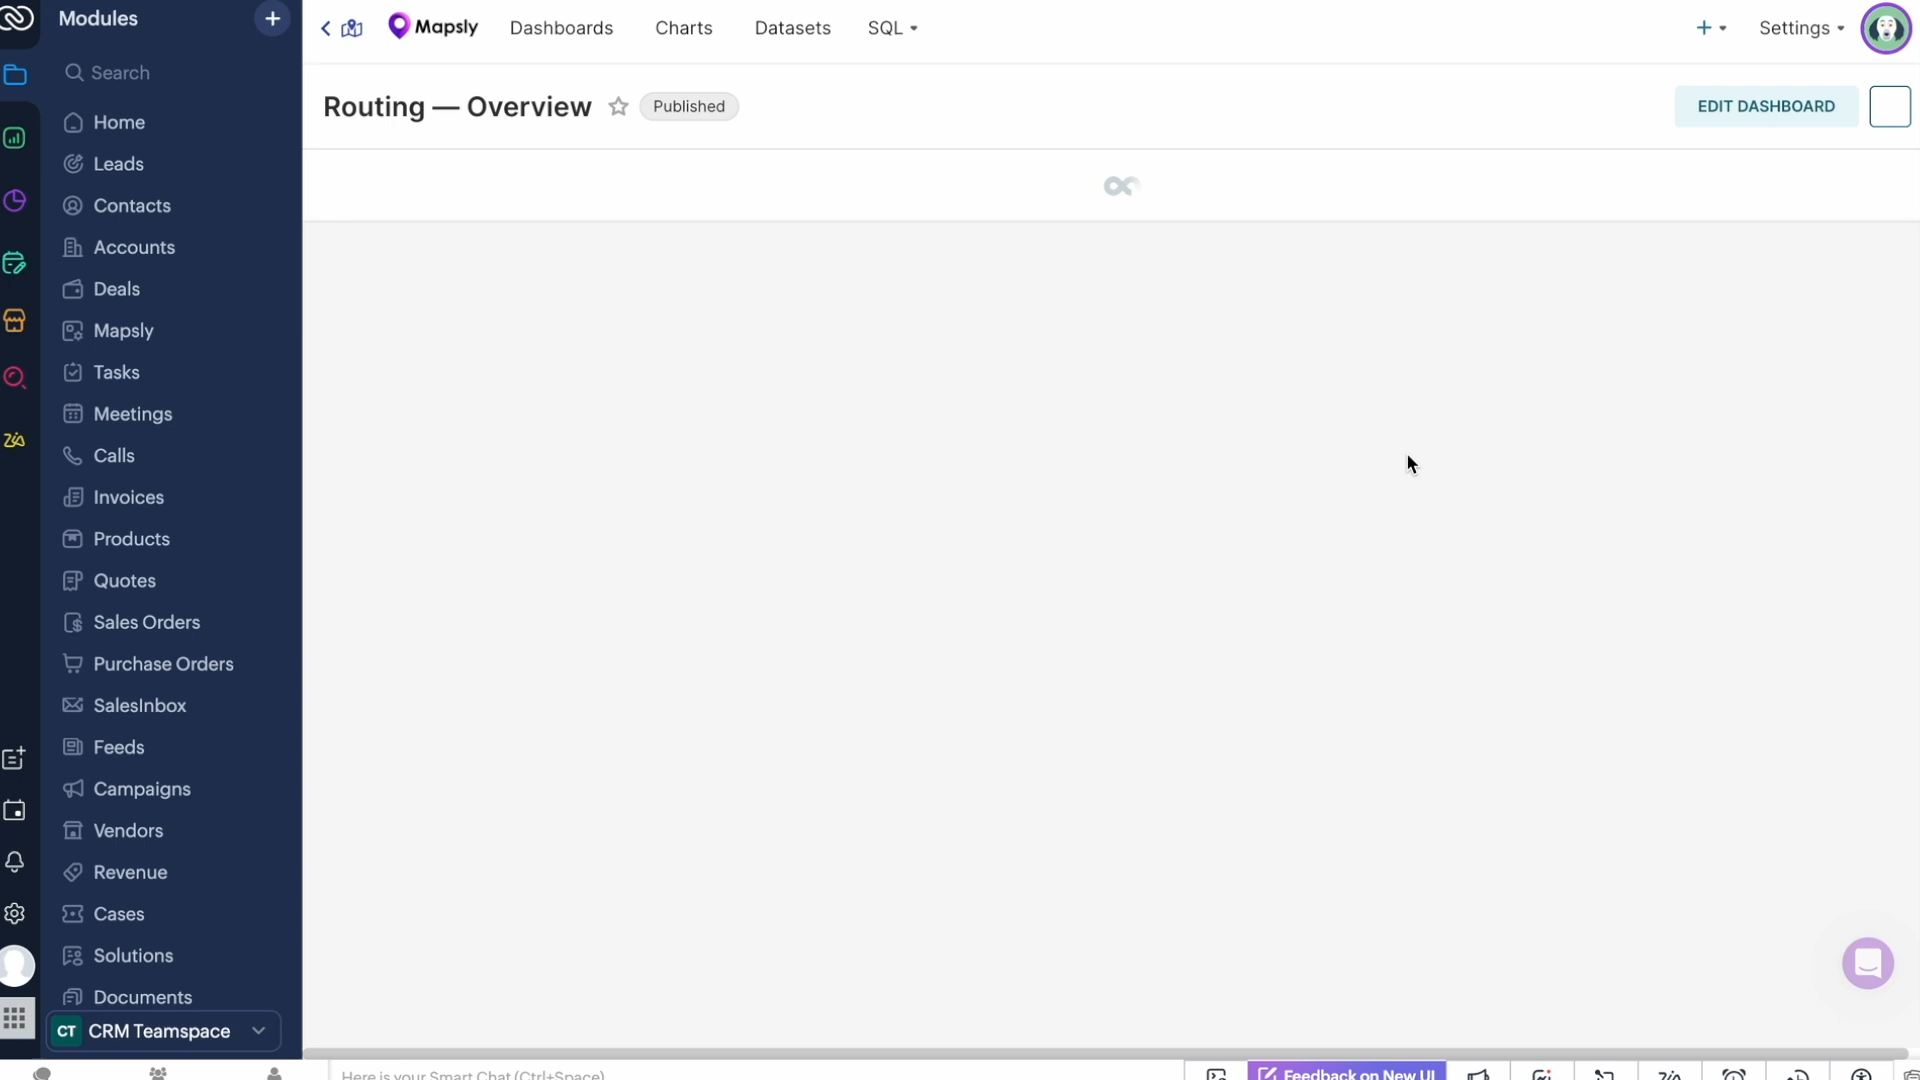 Modules
+
Search
Home
Leads
Contacts
Accounts
Deals
Mapsly
Tasks
Meetings
Calls
Invoices
Products
Quotes
Sales Orders
Purchase Orders
SalesInbox
Feeds
Campaigns
Vendors
Revenue
Cases
Solutions
Documents
CT CRM Teamspace
Mapsly Dashboards Charts Datasets SQL + Settings
Routing — Overview Published EDIT DASHBOARD
Here is your Smart Chat (Ctrl+Space) Feedback on New UI